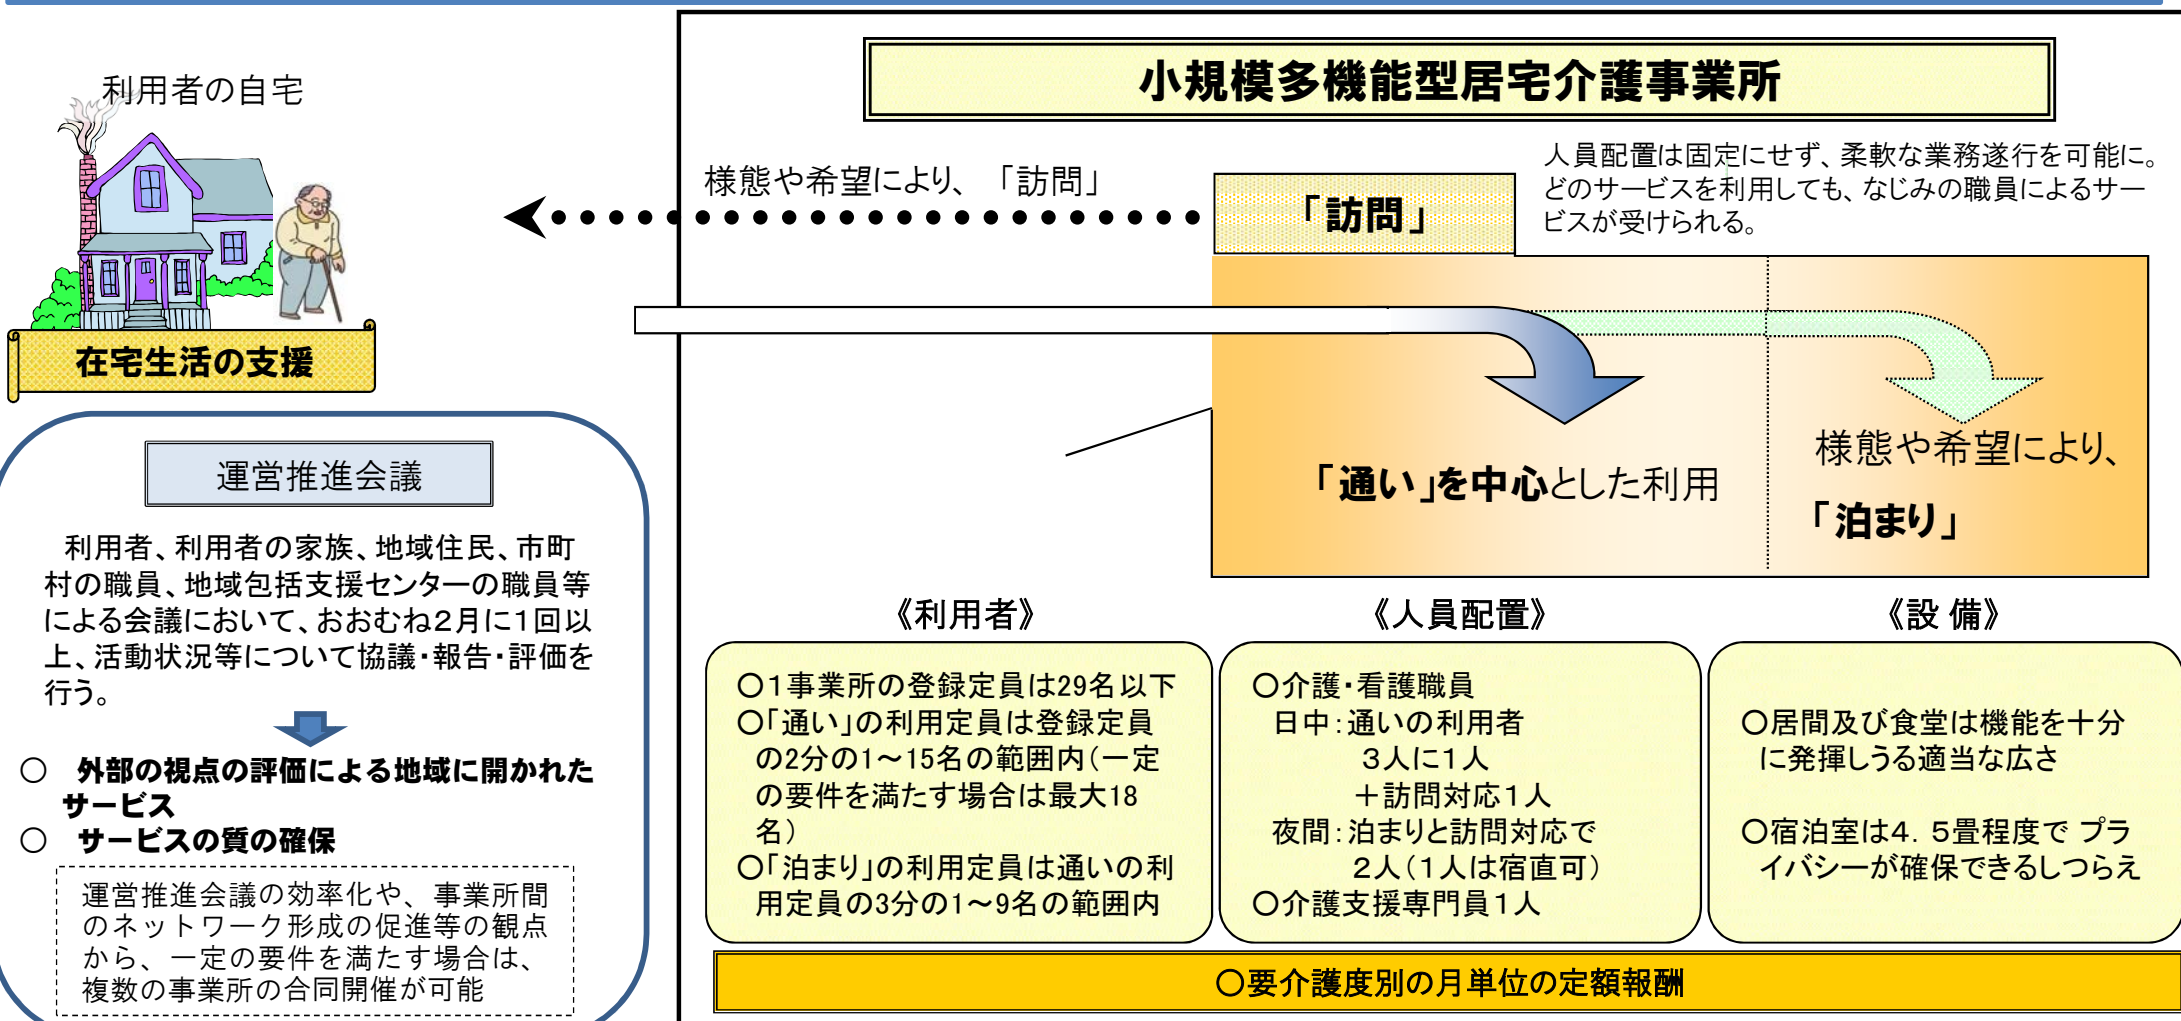 利用者の自宅
在宅生活の支援
運営推進会議
利用者、利用者の家族、地域住民、市町
村の職員、地域包括支援センターの職員等
による会議において、おおむね2月に1回以
上、活動状況等について協議・報告・評価を
行う。
○　外部の視点の評価による地域に開かれた
サービス
○　サービスの質の確保
運営推進会議の効率化や、事業所間
のネットワーク形成の促進等の観点
から、一定の要件を満たす場合は、
複数の事業所の合同開催が可能
小規模多機能型居宅介護事業所
様態や希望により、「訪問」
「訪問」
人員配置は固定にせず、柔軟な業務遂行を可能に。
どのサービスを利用しても、なじみの職員によるサー
ビスが受けられる。
「通い」を中心とした利用
様態や希望により、
「泊まり」
《利用者》
○1事業所の登録定員は29名以下
○「通い」の利用定員は登録定員
の2分の1～15名の範囲内（一定
の要件を満たす場合は最大18
名）
○「泊まり」の利用定員は通いの利
用定員の3分の1～9名の範囲内
《人員配置》
○介護・看護職員
日中：通いの利用者
3人に1人
＋訪問対応1人
夜間：泊まりと訪問対応で
2人（1人は宿直可）
○介護支援専門員1人
《設 備》
○居間及び食堂は機能を十分
に発揮しうる適当な広さ
○宿泊室は4．5畳程度で プラ
イバシーが確保できるしつらえ
○要介護度別の月単位の定額報酬